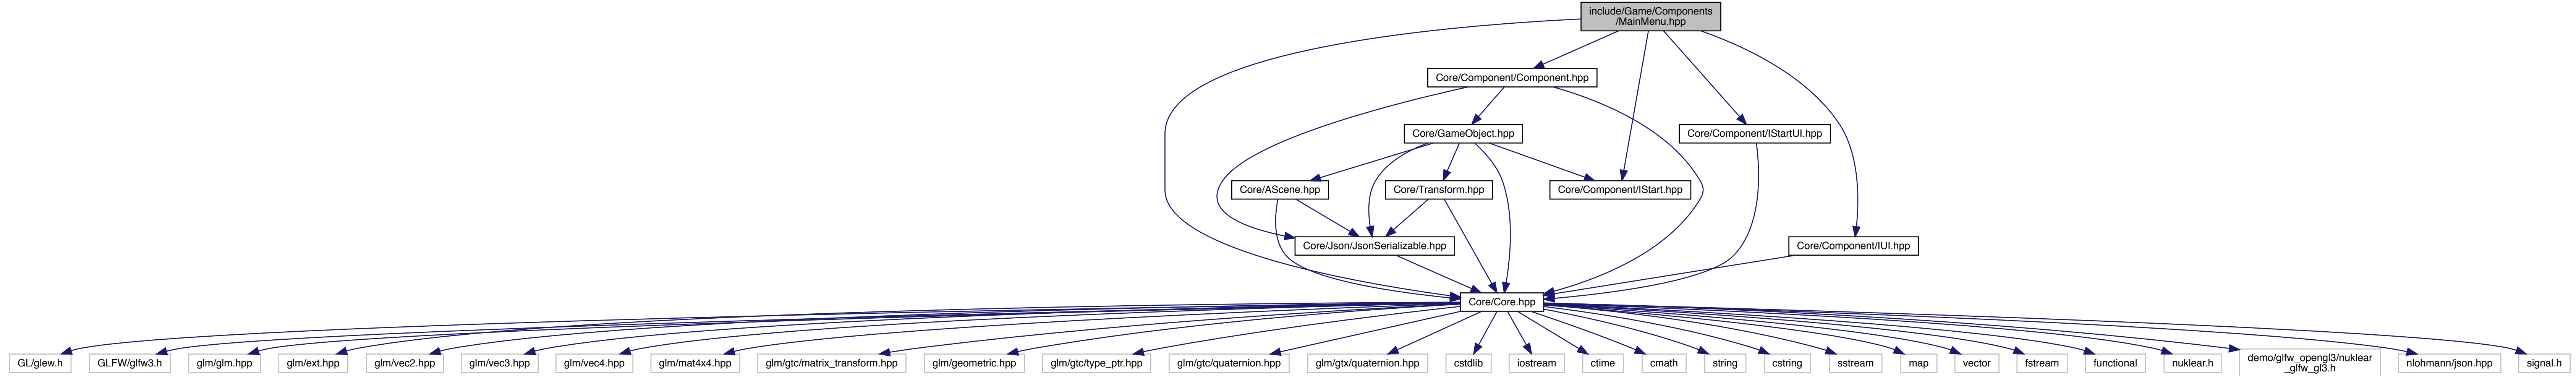 include/Game/Components
/MainMenu.hpp
Core/Component/Component.hpp
Core/GameObject.hpp
Core/Component/IStartUI.hpp
Core/AScene.hpp
Core/Transform.hpp
Core/Component/IStart.hpp
Core/Json/JsonSerializable.hpp
Core/Component/IUI.hpp
Core/Core.hpp
GL/glew.h
GLFW/glfw3.h
glm/glm.hpp
glm/ext.hpp
glm/vec2.hpp
glm/vec3.hpp
glm/vec4.hpp
glm/mat4x4.hpp
glm/gtc/matrix_transform.hpp
glm/geometric.hpp
glm/gtc/type_ptr.hpp
glm/gtc/quaternion.hpp
glm/gtx/quaternion.hpp
cstdlib
iostream
ctime
cmath
string
cstring
sstream
map
vector
fstream
functional
nuklear.h
demo/glfw_opengl3/nuklear
_glfw_gl3.h
nlohmann/json.hpp
signal.h